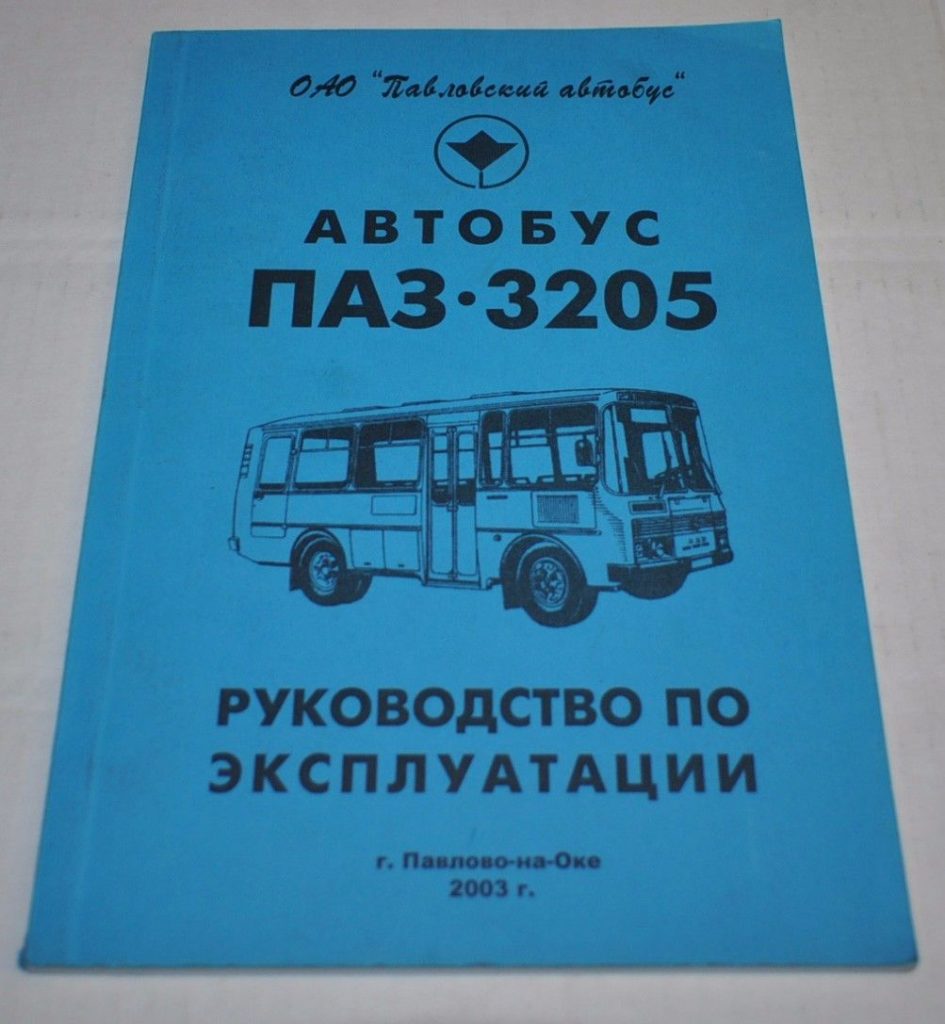 ОАО "Павловский автобус"
АВТОБУС
ПАЗ·3205
РУКОВОДСТВО ПО
ЭКСПЛУАТАЦИИ
г. Павлово-на-Оке
2003 г.